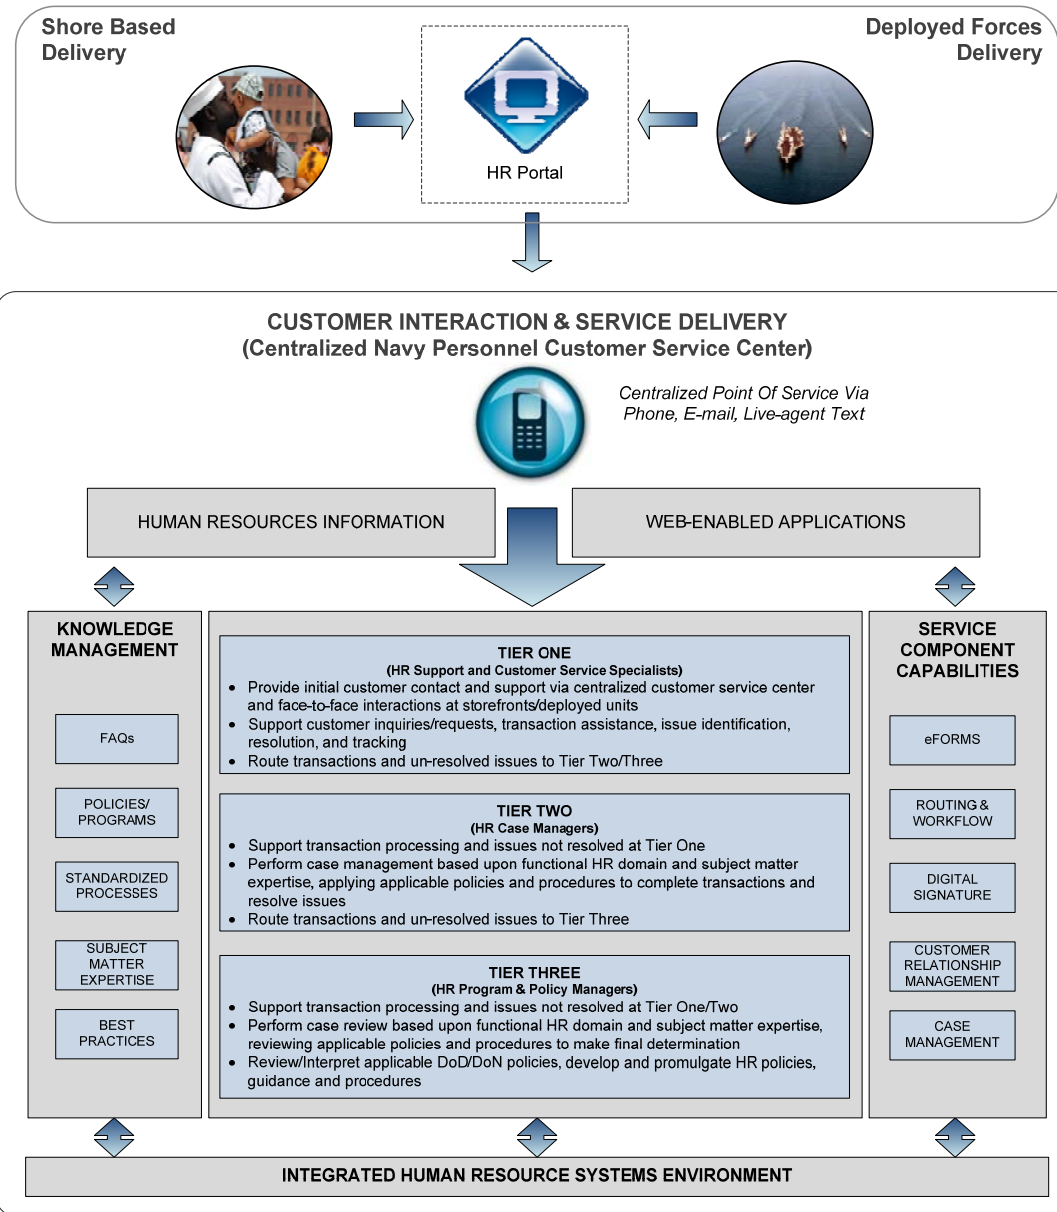 Shore Based
Delivery
Deployed Forces
Delivery
HR Portal
CUSTOMER INTERACTION & SERVICE DELIVERY
(Centralized Navy Personnel Customer Service Center)
Centralized Point Of Service Via
Phone, E-mail, Live-agent Text
HUMAN RESOURCES INFORMATION
WEB-ENABLED APPLICATIONS
KNOWLEDGE
MANAGEMENT
FAQs
POLICIES/
PROGRAMS
STANDARDIZED
PROCESSES
SUBJECT
MATTER
EXPERTISE
BEST
PRACTICES
TIER ONE
(HR Support and Customer Service Specialists)
• Provide initial customer contact and support via centralized customer service center
and face-to-face interactions at storefronts/deployed units
• Support customer inquiries/requests, transaction assistance, issue identification,
resolution, and tracking
• Route transactions and un-resolved issues to Tier Two/Three
TIER TWO
(HR Case Managers)
• Support transaction processing and issues not resolved at Tier One
• Perform case management based upon functional HR domain and subject matter
expertise, applying applicable policies and procedures to complete transactions and
resolve issues
• Route transactions and un-resolved issues to Tier Three
TIER THREE
(HR Program & Policy Managers)
• Support transaction processing and issues not resolved at Tier One/Two
• Perform case review based upon functional HR domain and subject matter expertise,
reviewing applicable policies and procedures to make final determination
• Review/Interpret applicable DoD/DoN policies, develop and promulgate HR policies,
guidance and procedures
SERVICE
COMPONENT
CAPABILITIES
eFORMS
ROUTING &
WORKFLOW
DIGITAL
SIGNATURE
CUSTOMER
RELATIONSHIP
MANAGEMENT
CASE
MANAGEMENT
INTEGRATED HUMAN RESOURCE SYSTEMS ENVIRONMENT